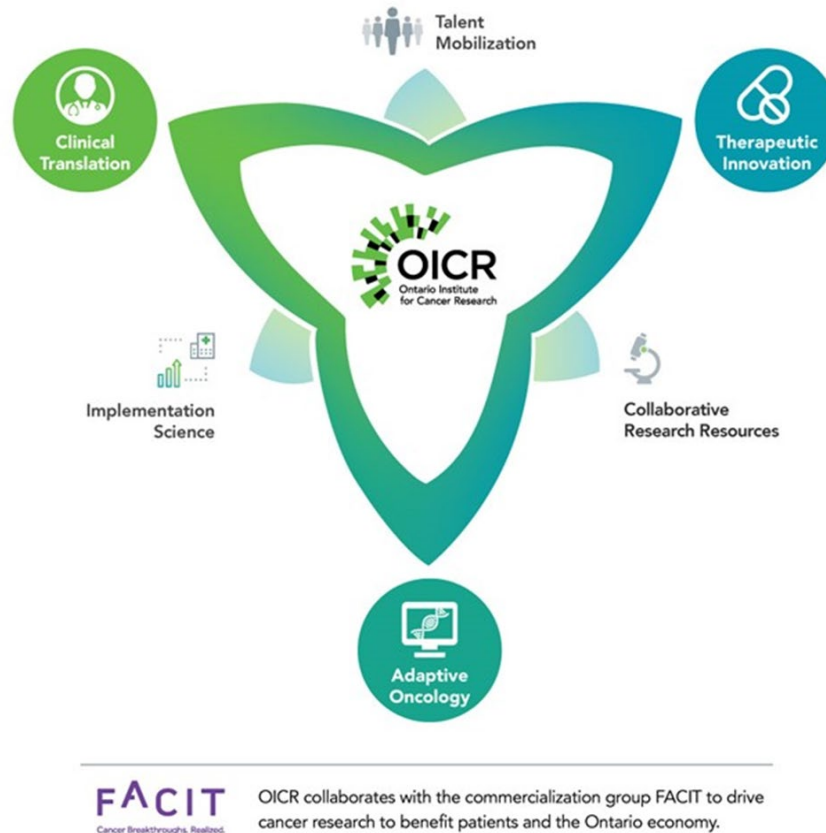 Talent
Mobilization
Clinical
Translation
Therapeutic
Innovation
OICR
Ontario Institute
for Cancer Research
Implementation
Science
Collaborative
Research Resources
Adaptive
Oncology
FACIT
Cancer Breakthroughs. Realized.
OICR collaborates with the commercialization group FACIT to drive
cancer research to benefit patients and the Ontario economy.